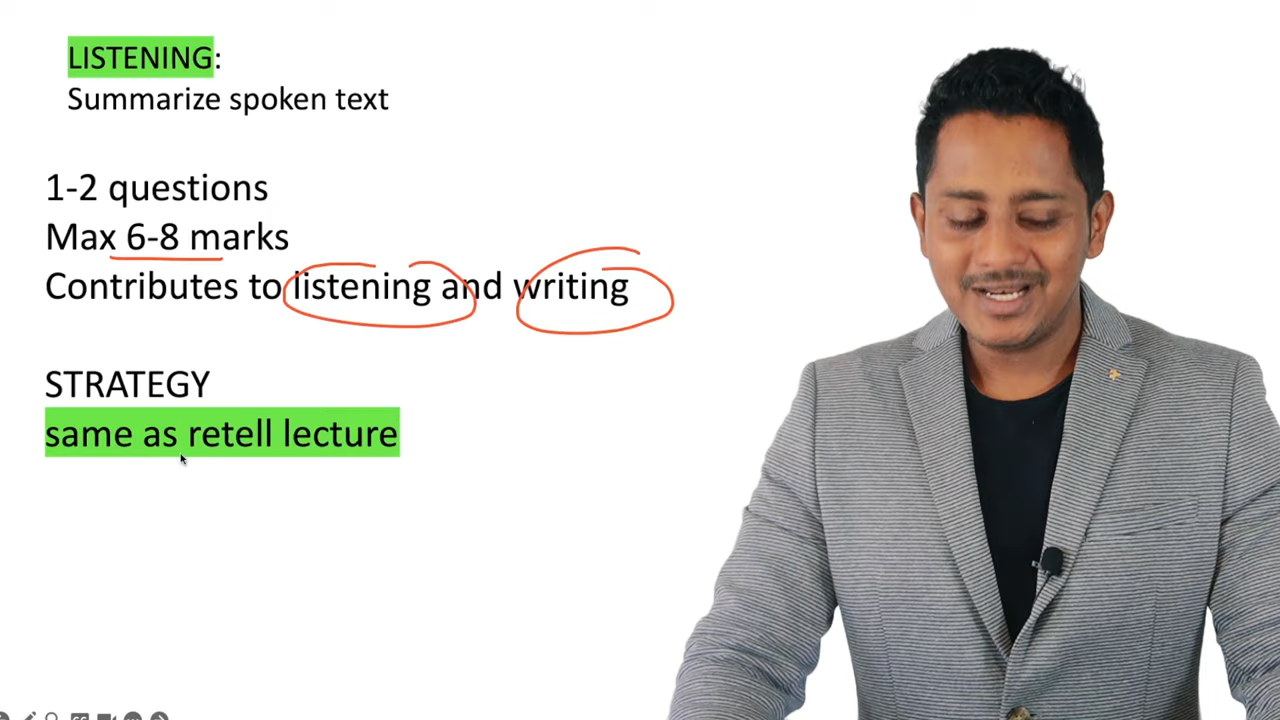 LISTENING:
Summarize spoken text
1-2 questions
Max 6-8 marks
Contributes to listening and writing
STRATEGY
same as retell lecture